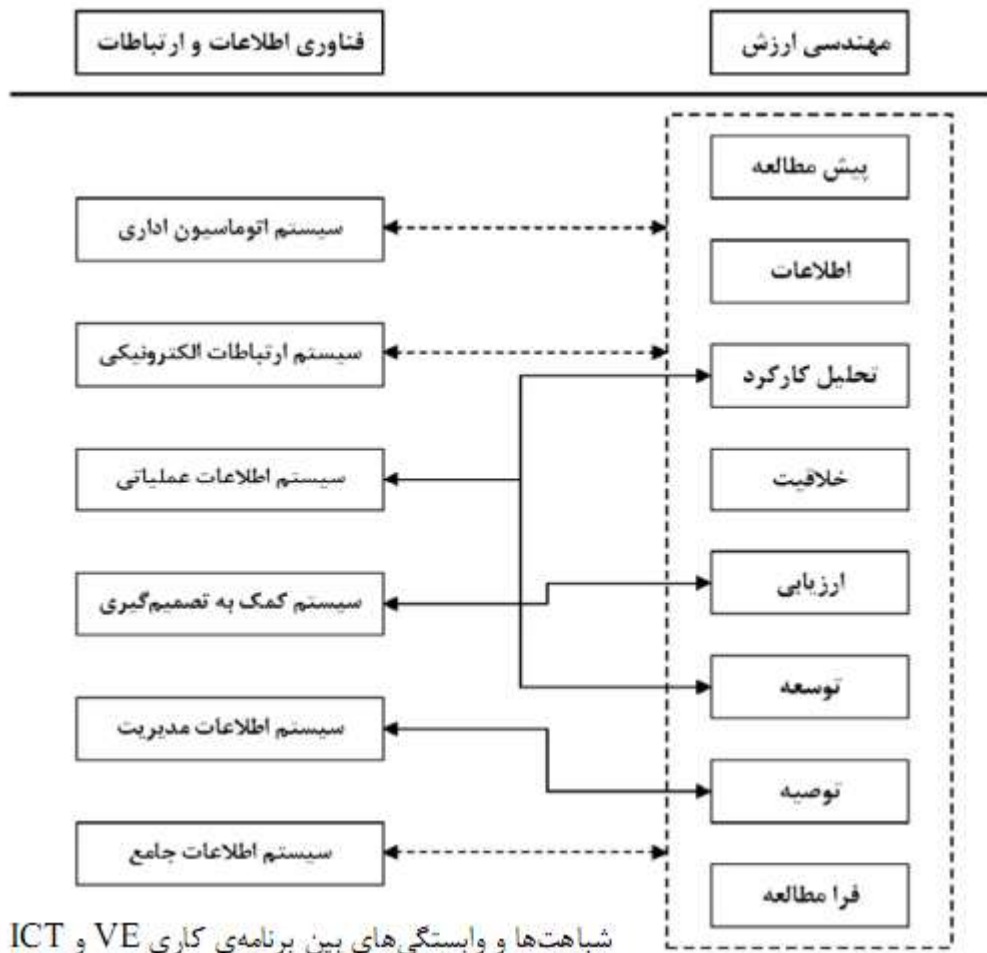 مهندسی ارزش
فناوری اطلاعات و ارتباطات
پیش مطالعه
اطلاعات
تحلیل کارکرد
خلاقیت
ارزیابی
توسعه
توصیه
فرا مطالعه
سیستم اتوماسیون اداری
سیستم ارتباطات الکترونیکی
سیستم اطلاعات عملیاتی
سیستم کمک به تصمیم‌گیری
سیستم اطلاعات مدیریت
سیستم اطلاعات جامع
شباهت‌ها و وابستگی‌های بین برنامه‌ی کاری VE و ICT